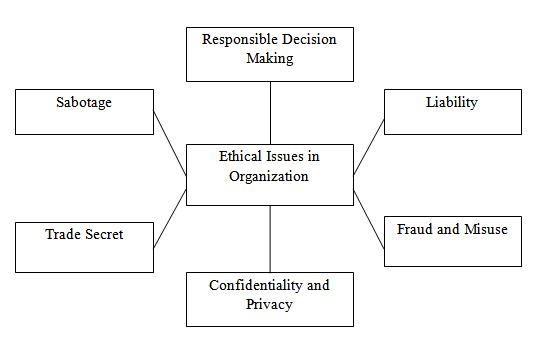 Responsible Decision
Making
Sabotage
Liability
Ethical Issues in
Organization
Trade Secret
Fraud and Misuse
Confidentiality and
Privacy